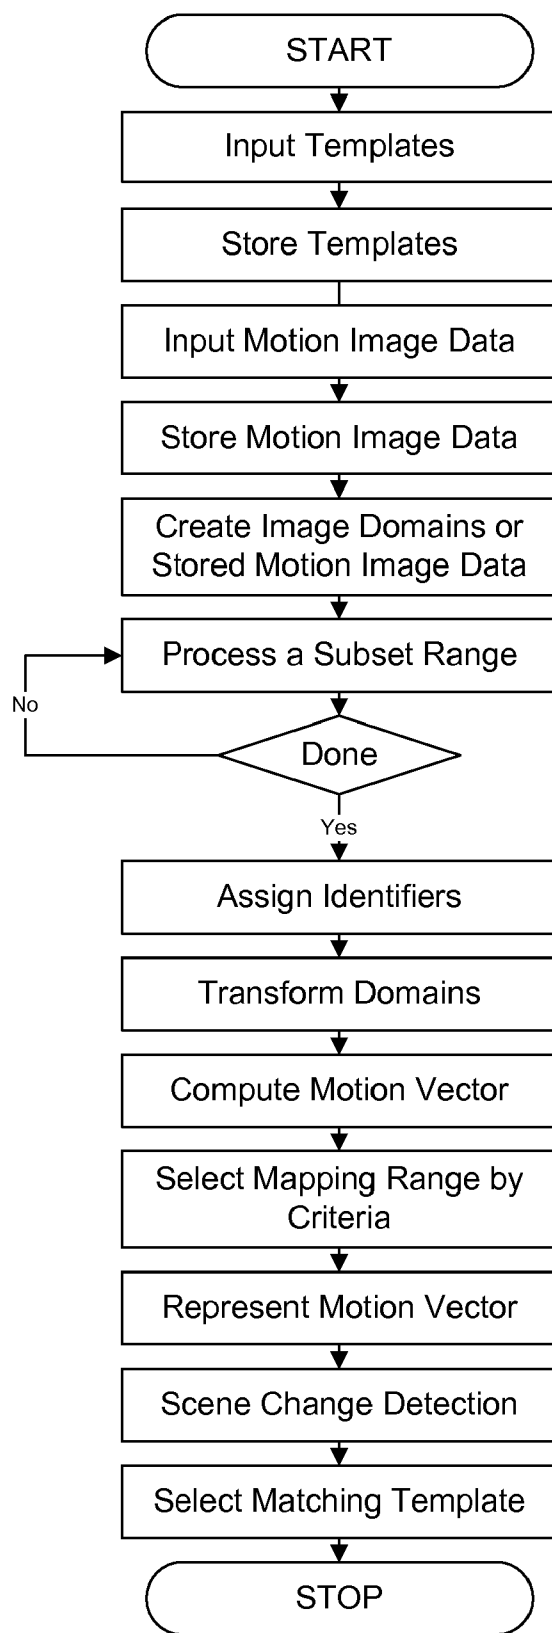 START
Input Templates
Store Templates
Input Motion Image Data
Store Motion Image Data
Create Image Domains or
Stored Motion Image Data
Process a Subset Range
No
Done
Yes
Assign Identifiers
Transform Domains
Compute Motion Vector
Select Mapping Range by
Criteria
Represent Motion Vector
Scene Change Detection
Select Matching Template
STOP